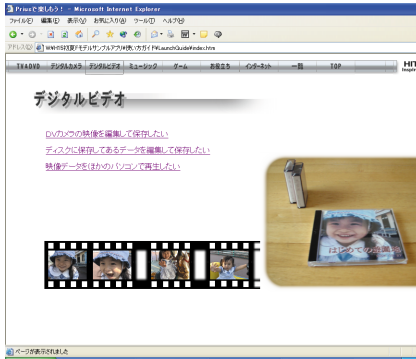 Priusで楽しもう! - Microsoft Internet Explorer
ファイル(F) 編集(E) 表示(V) お気に入り(A) ツール(T) ヘルプ(H)
TV&DVD デジタルカメラ デジタルビデオ ミュージック ゲーム お役立ち インターネット 一覧 TOP
デジタルビデオ
DVカメラの映像を編集して保存したい
ディスクに保存してあるデータを編集して保存したい
映像データをほかのパソコンで再生したい
はじめての
ページが表示されました